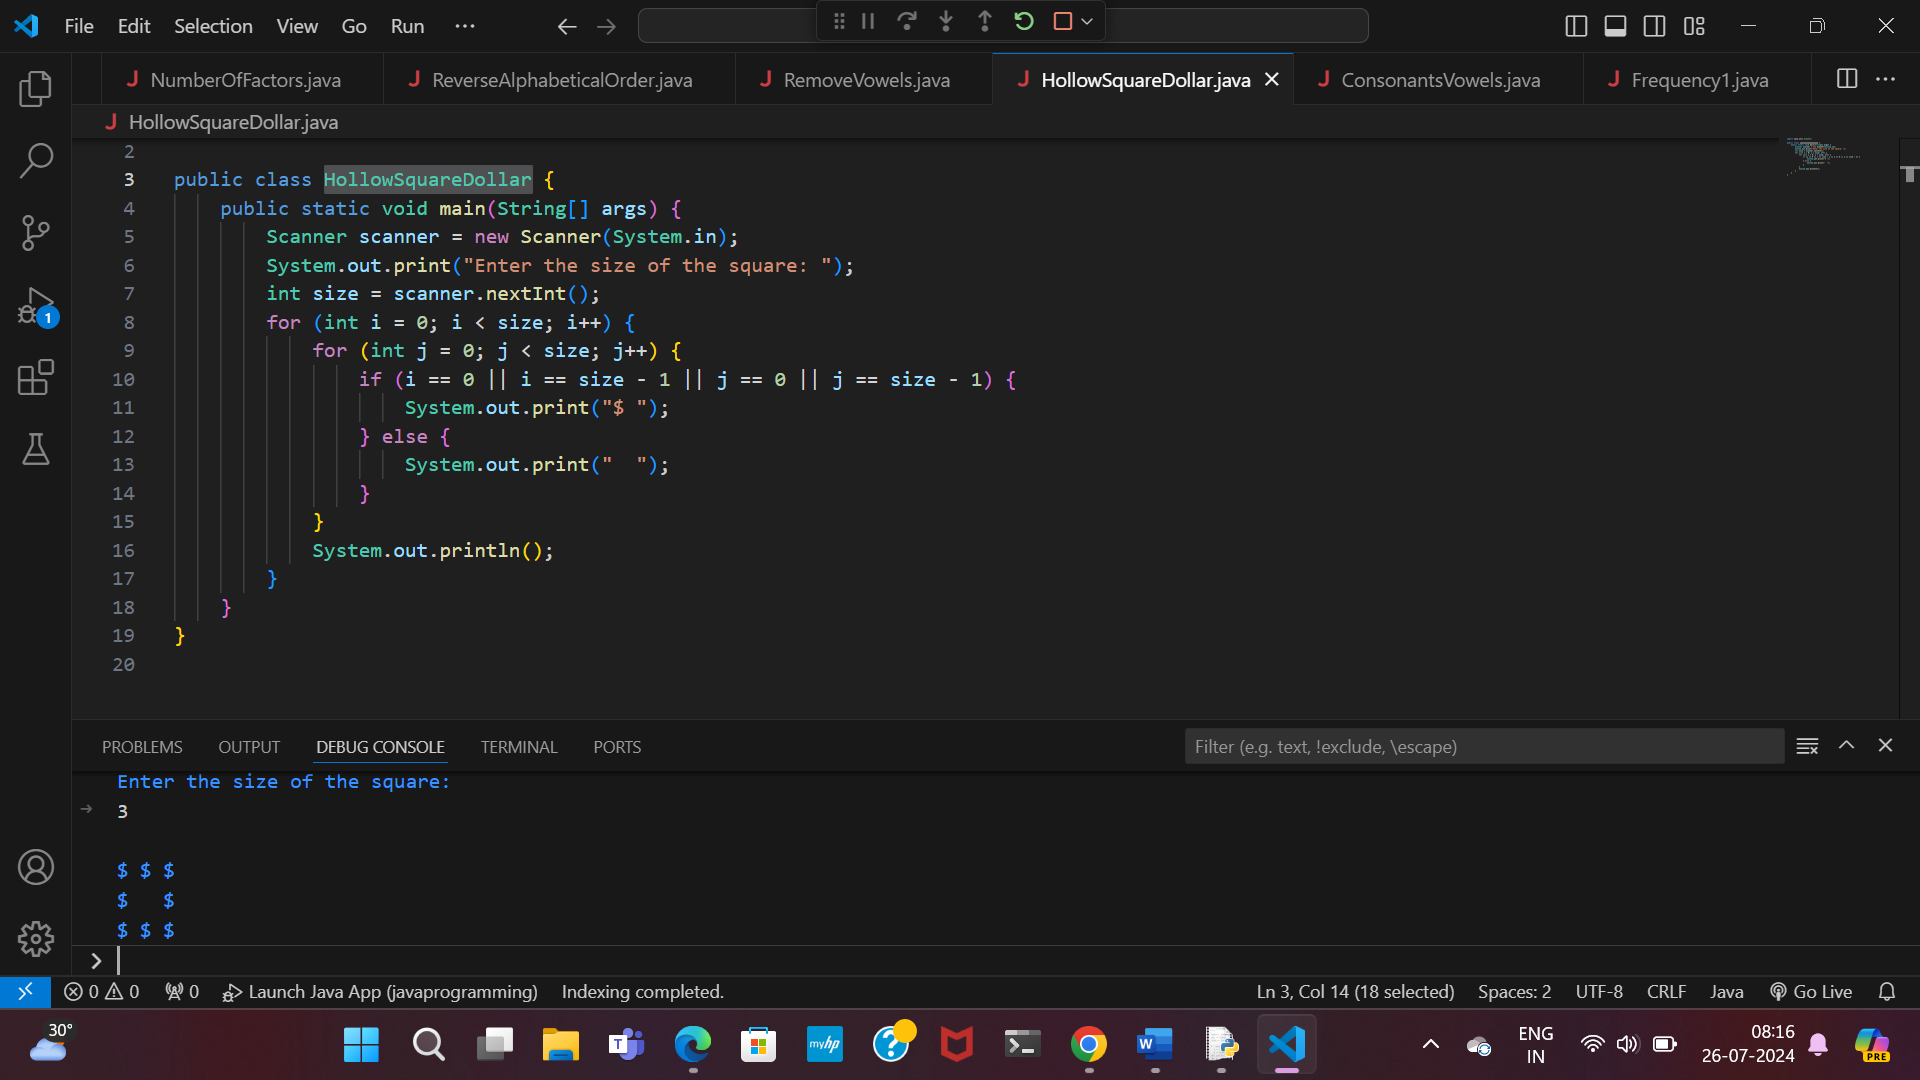 File Edit Selection View Go Run ···
NumberOfFactors.java ReverseAlphabeticalOrder.java RemoveVowels.java HollowSquareDollar.java ConsonantsVowels.java Frequency1.java
HollowSquareDollar.java
2
3 public class HollowSquareDollar {
4 public static void main(String[] args) {
5 Scanner scanner = new Scanner(System.in);
6 System.out.print("Enter the size of the square: ");
7 int size = scanner.nextInt();
8 for (int i = 0; i < size; i++) {
9 for (int j = 0; j < size; j++) {
10 if (i == 0 || i == size - 1 || j == 0 || j == size - 1) {
11 System.out.print("$ ");
12 } else {
13 System.out.print("  ");
14 }
15 }
16 System.out.println();
17 }
18 }
19 }
20
1
PROBLEMS OUTPUT DEBUG CONSOLE TERMINAL PORTS Filter (e.g. text, !exclude, \escape)
Enter the size of the square:
3
$ $ $
$   $
$ $ $
0 0 0 Launch Java App (javaprogramming) Indexing completed. Ln 3, Col 14 (18 selected) Spaces: 2 UTF-8 CRLF Java Go Live
30° T myhp ? W ENG 08:16
IN 26-07-2024 PRE